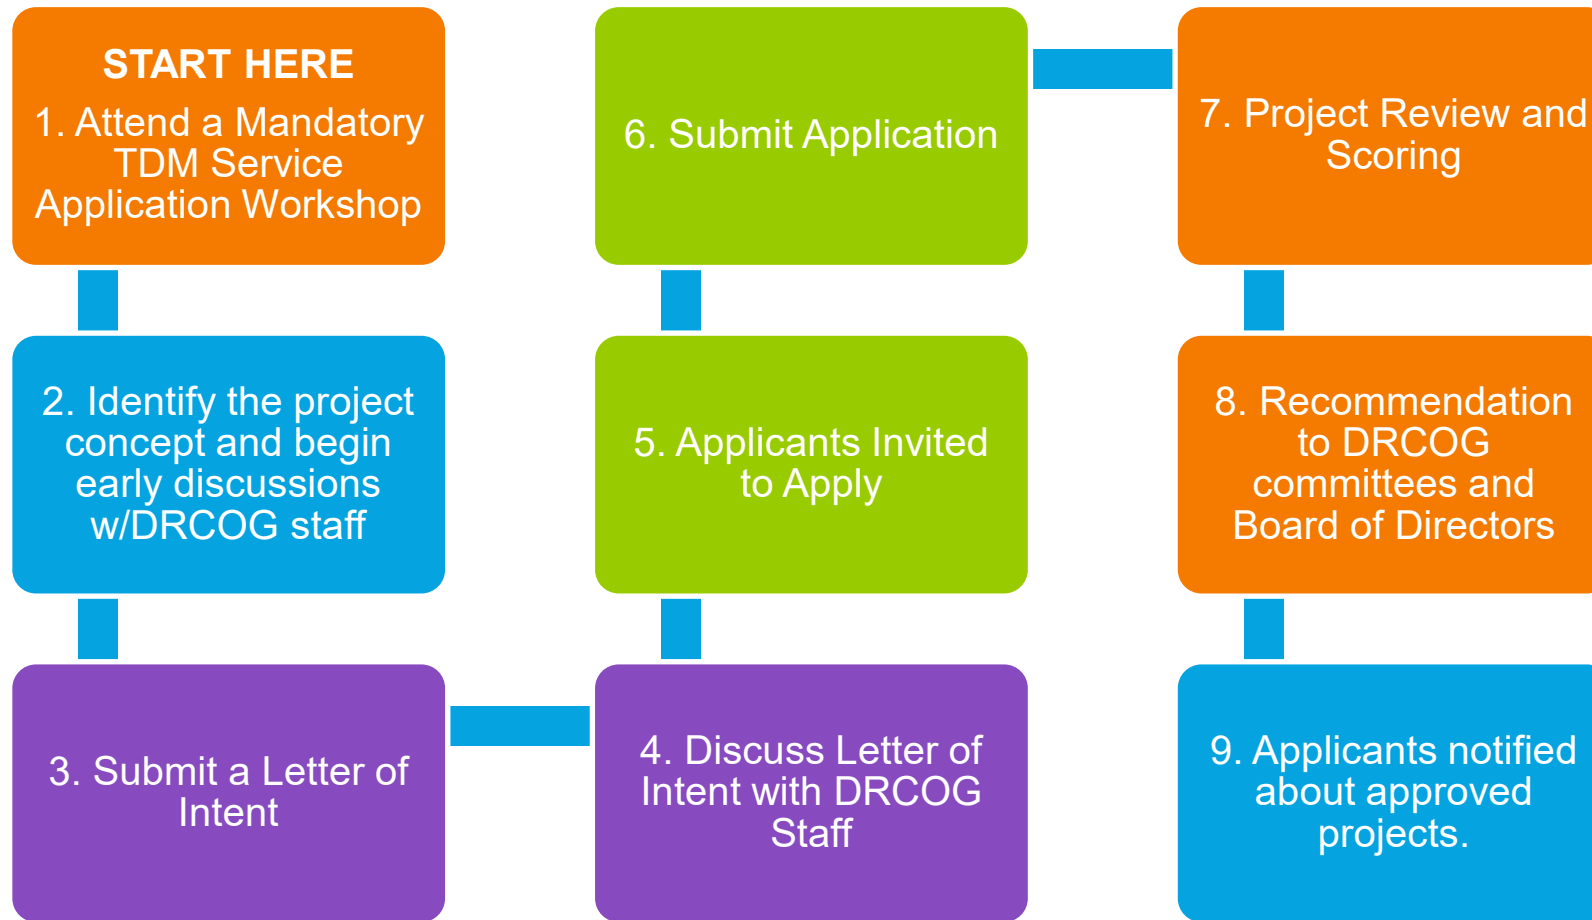 START HERE
1. Attend a Mandatory
TDM Service
Application Workshop
2. Identify the project
concept and begin
early discussions
w/DRCOG staff
3. Submit a Letter of
Intent
4. Discuss Letter of
Intent with DRCOG
Staff
5. Applicants Invited
to Apply
6. Submit Application
7. Project Review and
Scoring
8. Recommendation
to DRCOG
committees and
Board of Directors
9. Applicants notified
about approved
projects.